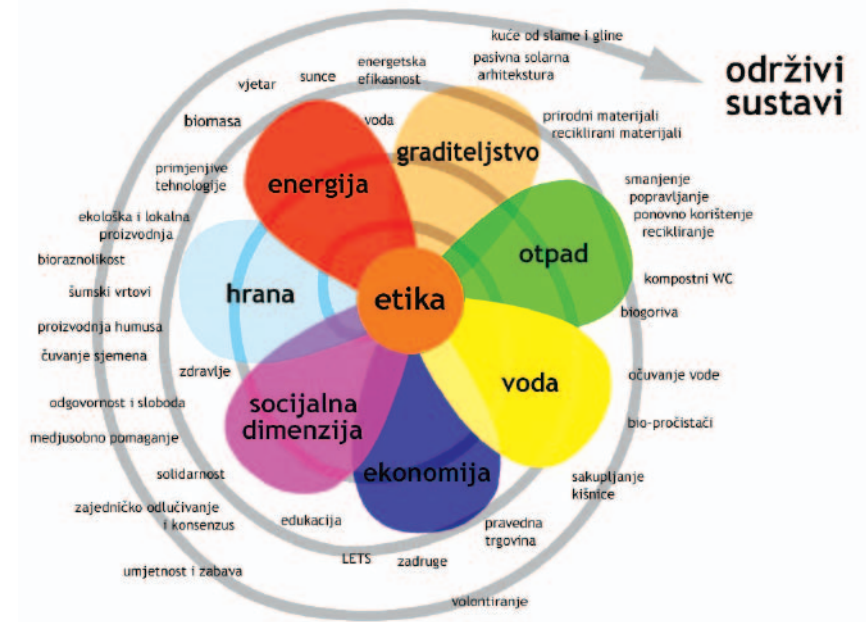 kuće od slame i gline
pasivna solarna
arhitekstura
energetska
efikasnost
sunce
vjetar
održivi
sustavi
biomasa
voda
prirodni materijali
reciklirani materijali
graditeljstvo
energija
primjenjive
tehnologije
smanjenje
popravljanje
ponovno korištenje
recikliranje
ekološka i lokalna
proizvodnja
otpad
bioraznolikost
kompostni WC
šumski vrtovi
hrana
etika
biogoriva
proizvodnja humusa
čuvanje sjemena
zdravlje
voda
očuvanje vode
odgovornost i sloboda
socijalna
dimenzija
bio-pročistači
medjusobno pomaganje
solidarnost
ekonomija
sakupljanje
kišnice
zajedničko odlučivanje
i konsenzus
edukacija
pravedna
trgovina
LETS
zadruge
umjetnost i zabava
volontiranje